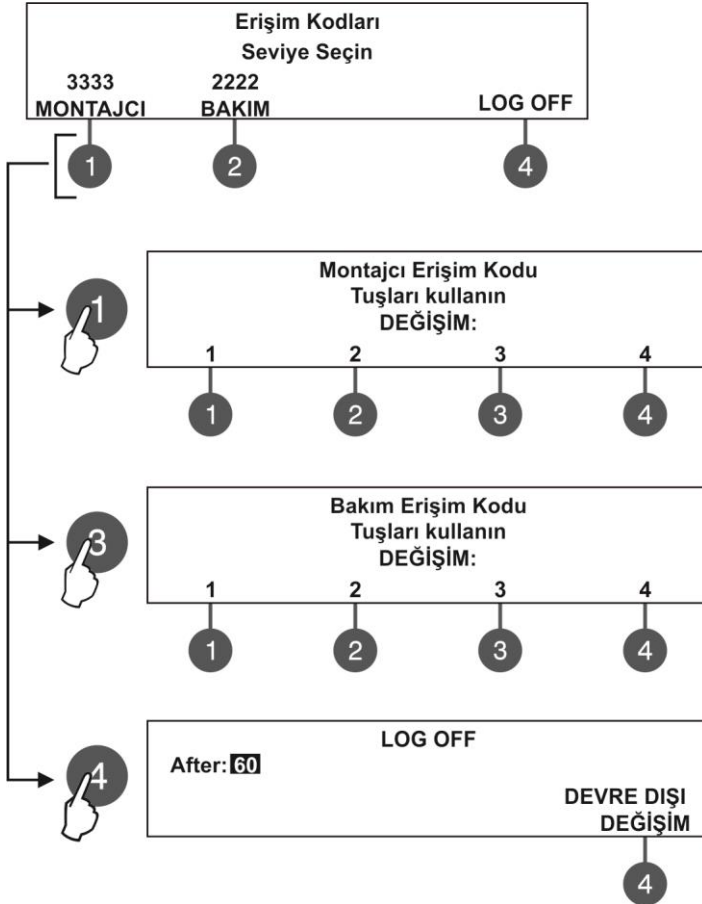 Erişim Kodları
Seviye Seçin
3333 2222
MONTAJCI BAKIM LOG OFF
1 2 4
1
Montajcı Erişim Kodu
Tuşları kullanın
DEĞİŞİM:
1 2 3 4
1 2 3 4
3
Bakım Erişim Kodu
Tuşları kullanın
DEĞİŞİM:
1 2 3 4
1 2 3 4
4
LOG OFF
After: 60
DEVRE DIŞI
DEĞİŞİM
4